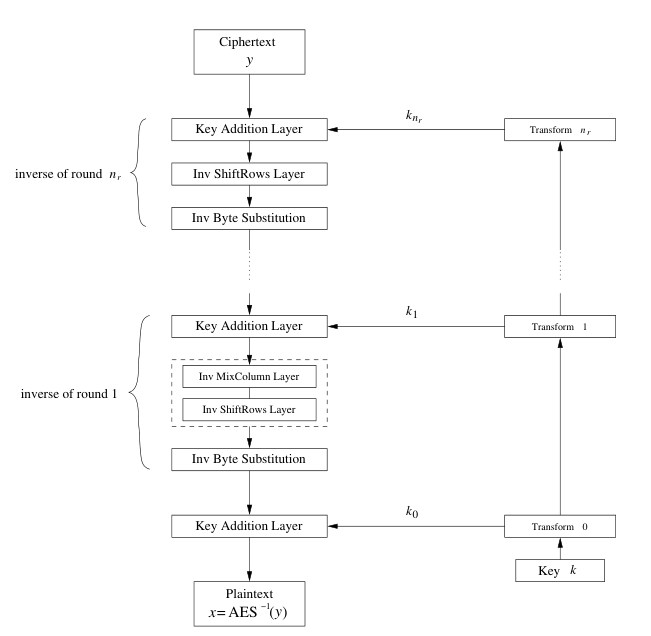 Ciphertext
y
Key Addition Layer
k_{n_r}
Transform n_r
inverse of round n_r
Inv ShiftRows Layer
Inv Byte Substitution
Key Addition Layer
k_1
Transform 1
Inv MixColumn Layer
inverse of round 1
Inv ShiftRows Layer
Inv Byte Substitution
Key Addition Layer
k_0
Transform 0
Key k
Plaintext
x = AES^{-1}(y)